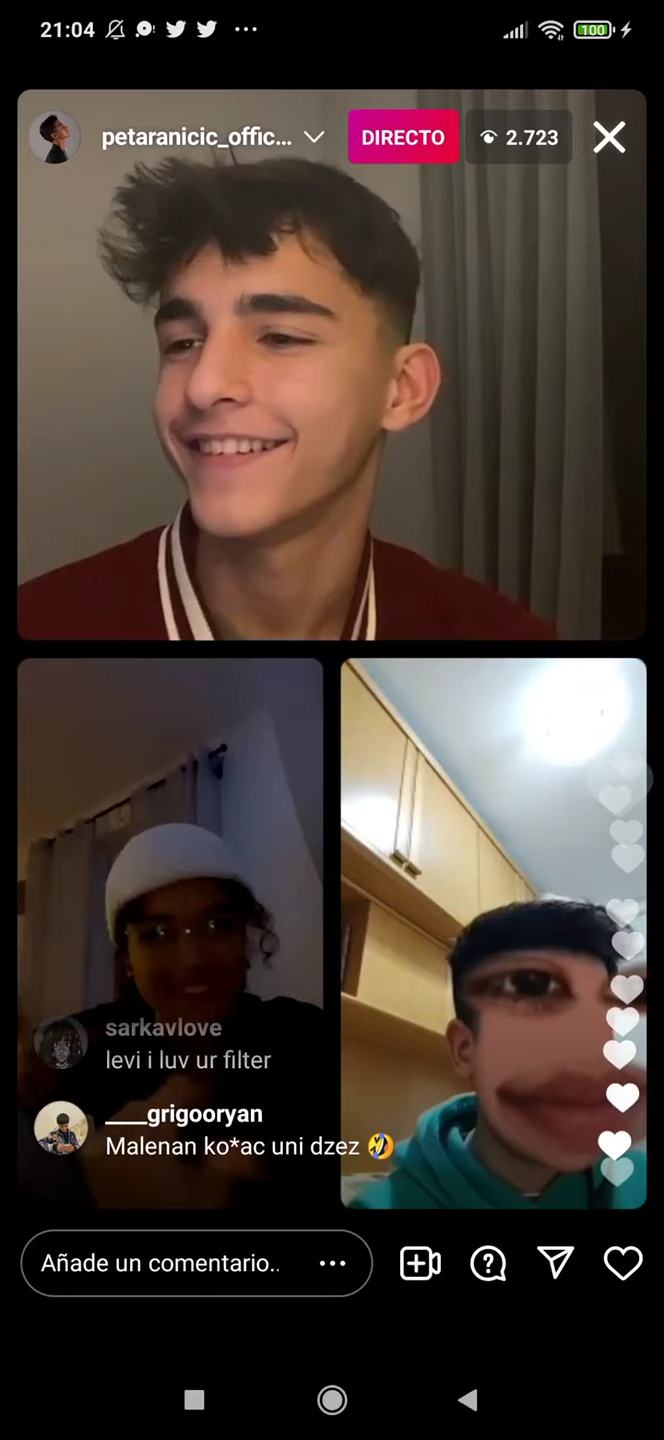 21:04
100
petaranicic_offic...
DIRECTO
2.723
sarkavlove
levi i luv ur filter
___grigooryan
Malenan ko*ac uni dzez 🤣
Añade un comentario..